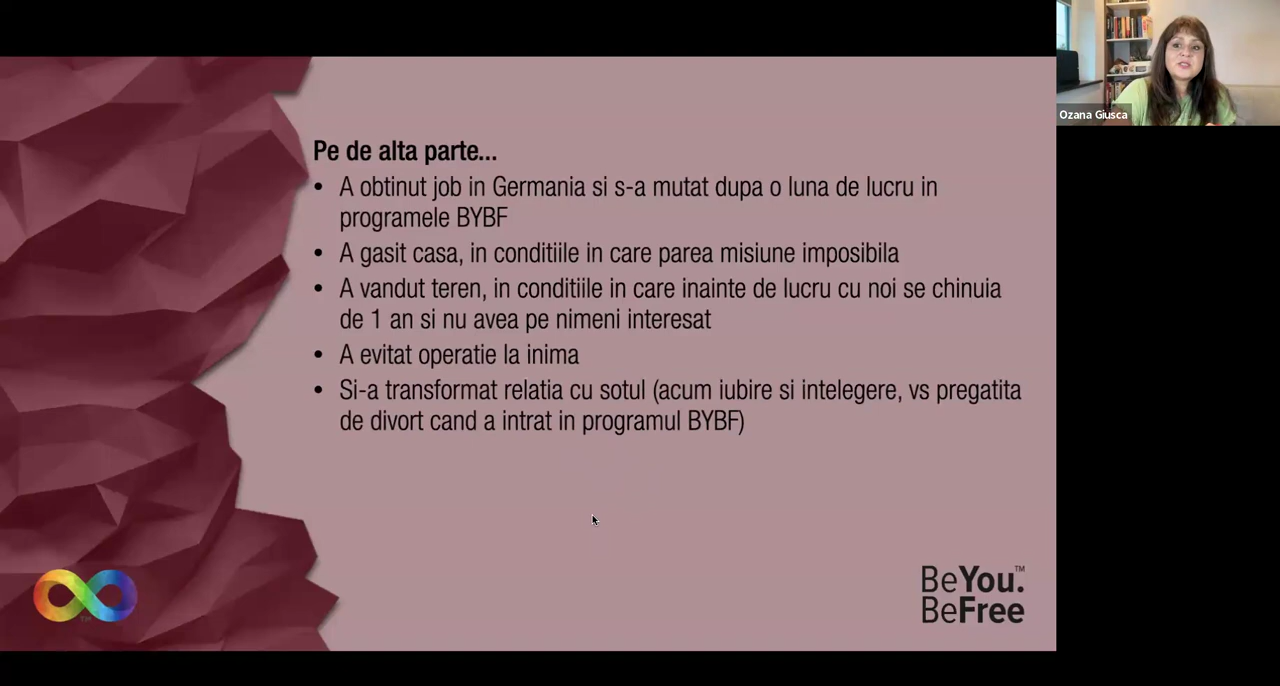 Ozana Giusca
Pe de alta parte...
• A obtinut job in Germania si s-a mutat dupa o luna de lucru in
programele BYBF
• A gasit casa, in conditiile in care parea misiune imposibila
• A vandut teren, in conditiile in care inainte de lucru cu noi se chinuia
de 1 an si nu avea pe nimeni interesat
• A evitat operatie la inima
• Si-a transformat relatia cu sotul (acum iubire si intelegere, vs pregatita
de divort cand a intrat in programul BYBF)
BeYou.™
BeFree